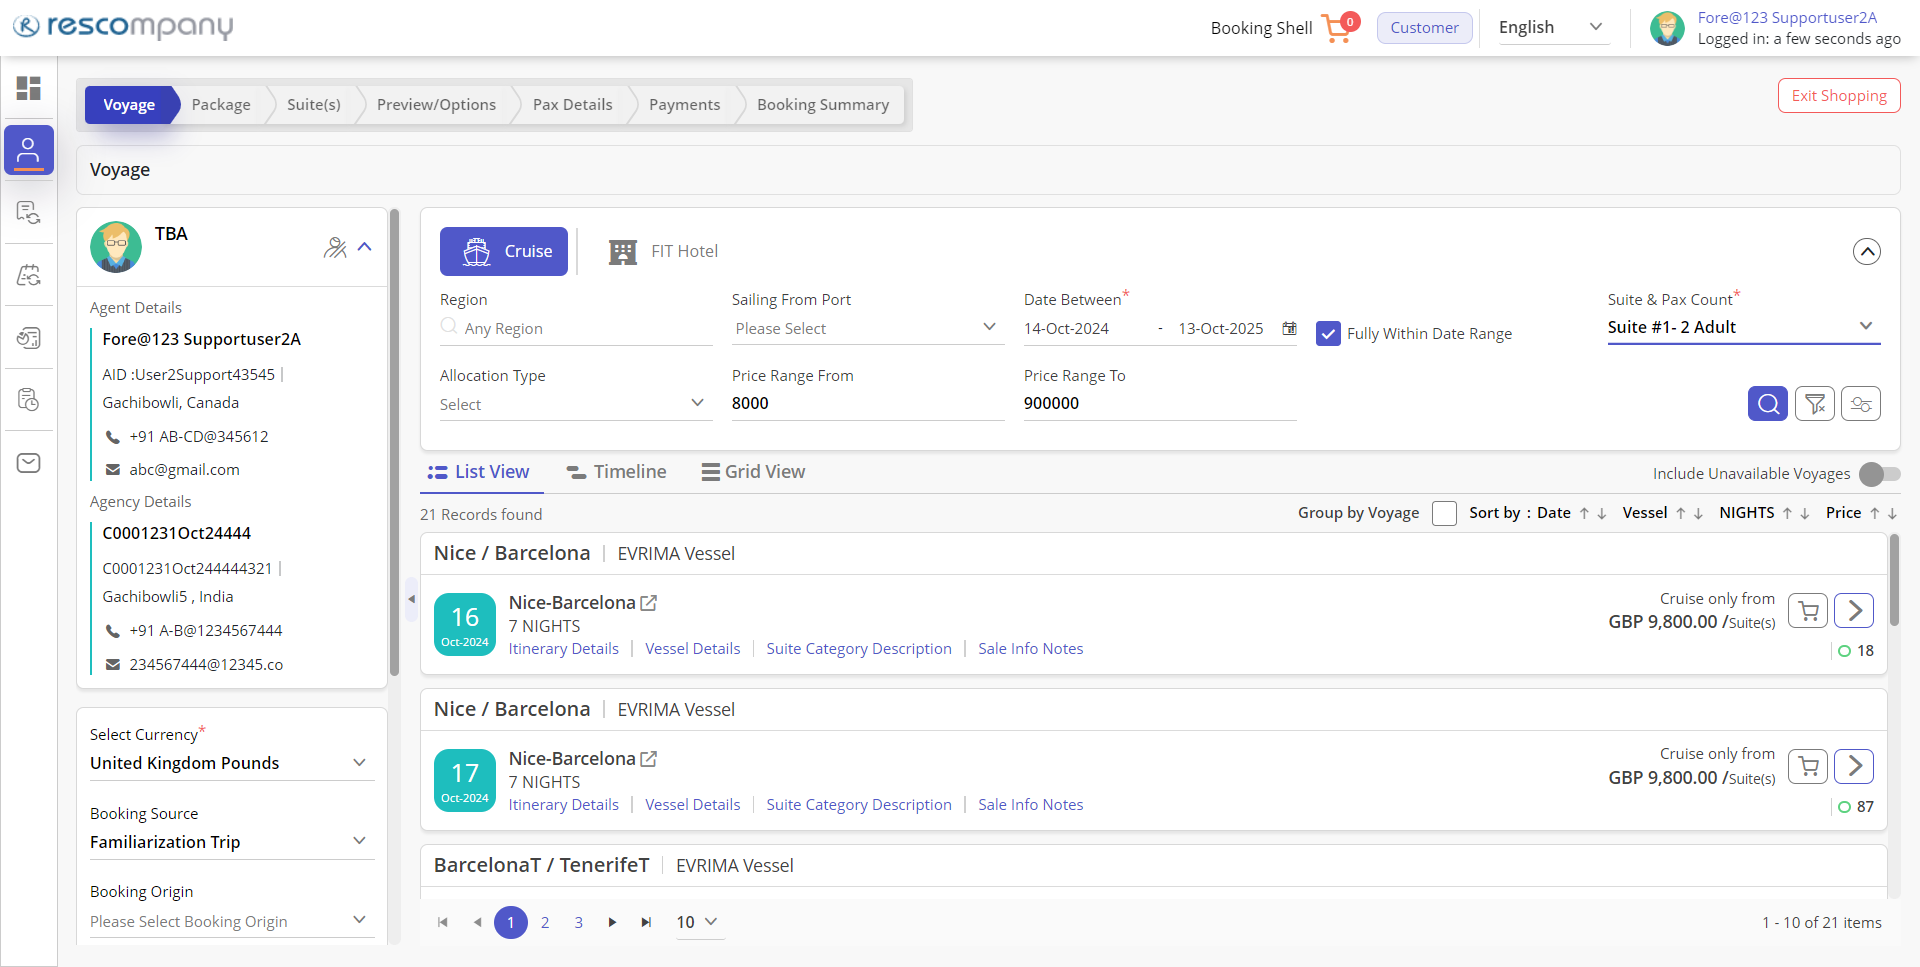 rescompany
Booking Shell
0
Customer
English
Fore@123 Supportuser2A
Logged in: a few seconds ago
Voyage
Package
Suite(s)
Preview/Options
Pax Details
Payments
Booking Summary
Exit Shopping
Voyage
TBA
Agent Details
Fore@123 Supportuser2A
AID :User2Support43545 |
Gachibowli, Canada
+91 AB-CD@345612
abc@gmail.com
Agency Details
C0001231Oct24444
C0001231Oct244444321 |
Gachibowli5 , India
+91 A-B@1234567444
234567444@12345.co
Select Currency*
United Kingdom Pounds
Booking Source
Familiarization Trip
Booking Origin
Please Select Booking Origin
Cruise
FIT Hotel
Region
Any Region
Sailing From Port
Please Select
Date Between*
14-Oct-2024 - 13-Oct-2025
Fully Within Date Range
Suite & Pax Count*
Suite #1- 2 Adult
Allocation Type
Select
Price Range From
8000
Price Range To
900000
List View
Timeline
Grid View
Include Unavailable Voyages
21 Records found
Group by Voyage
Sort by : Date ↑ ↓ Vessel ↑ ↓ NIGHTS ↑ ↓ Price ↑ ↓
Nice / Barcelona | EVRIMA Vessel
16
Oct-2024
Nice-Barcelona
7 NIGHTS
Itinerary Details | Vessel Details | Suite Category Description | Sale Info Notes
Cruise only from
GBP 9,800.00 /Suite(s)
18
Nice / Barcelona | EVRIMA Vessel
17
Oct-2024
Nice-Barcelona
7 NIGHTS
Itinerary Details | Vessel Details | Suite Category Description | Sale Info Notes
Cruise only from
GBP 9,800.00 /Suite(s)
87
BarcelonaT / TenerifeT | EVRIMA Vessel
1 2 3
10
1 - 10 of 21 items